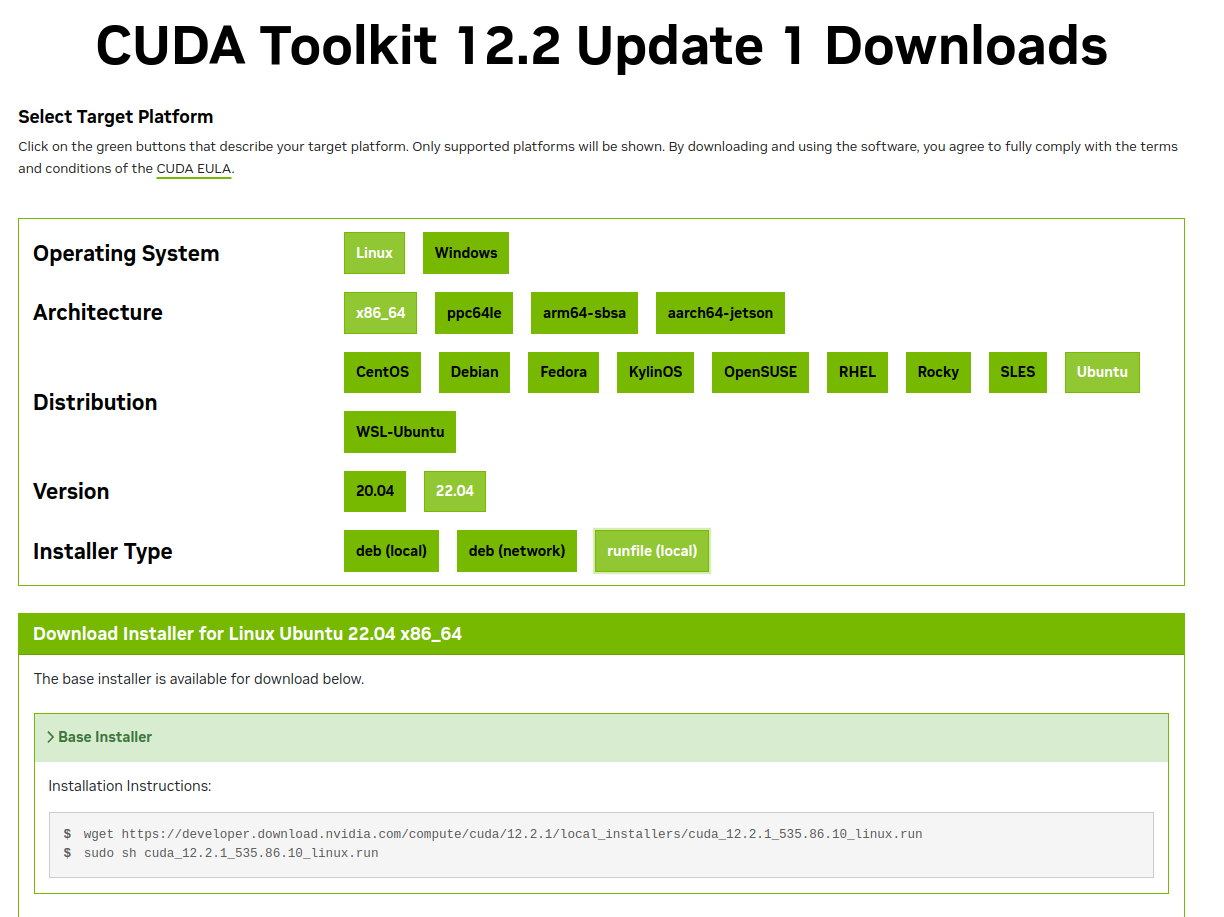 CUDA Toolkit 12.2 Update 1 Downloads
Select Target Platform
Click on the green buttons that describe your target platform. Only supported platforms will be shown. By downloading and using the software, you agree to fully comply with the terms
and conditions of the CUDA EULA.
Operating System Linux Windows
Architecture x86_64 ppc64le arm64-sbsa aarch64-jetson
Distribution CentOS Debian Fedora KylinOS OpenSUSE RHEL Rocky SLES Ubuntu
WSL-Ubuntu
Version 20.04 22.04
Installer Type deb (local) deb (network) runfile (local)
Download Installer for Linux Ubuntu 22.04 x86_64
The base installer is available for download below.
Base Installer
Installation Instructions:
$ wget https://developer.download.nvidia.com/compute/cuda/12.2.1/local_installers/cuda_12.2.1_535.86.10_linux.run
$ sudo sh cuda_12.2.1_535.86.10_linux.run